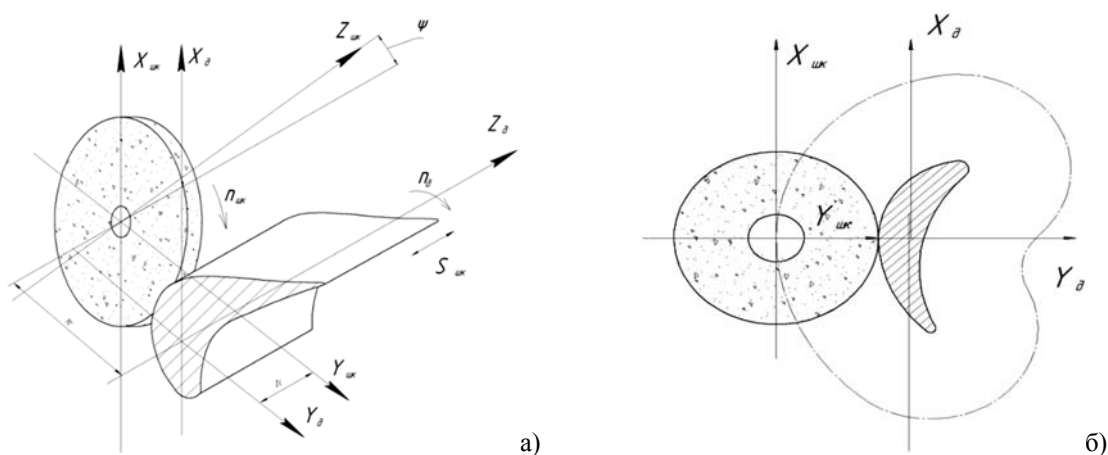 X шк
X д
Z шк
ψ
Z д
n шк
n д
S шк
Y шк
Y д
а)
X шк
X д
Y шк
Y д
б)